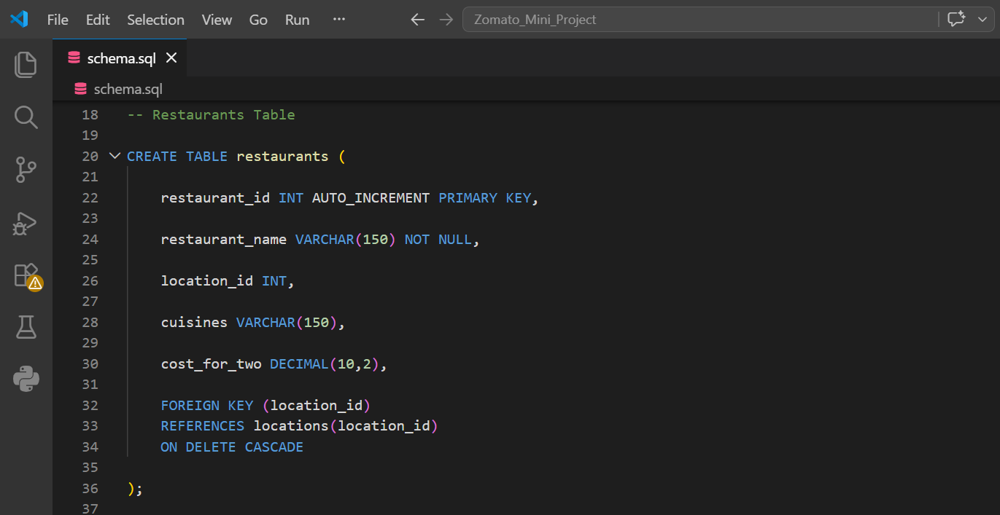 File Edit Selection View Go Run ··· Zomato_Mini_Project
schema.sql
schema.sql
18 -- Restaurants Table
19
20 CREATE TABLE restaurants (
21
22 restaurant_id INT AUTO_INCREMENT PRIMARY KEY,
23
24 restaurant_name VARCHAR(150) NOT NULL,
25
26 location_id INT,
27
28 cuisines VARCHAR(150),
29
30 cost_for_two DECIMAL(10,2),
31
32 FOREIGN KEY (location_id)
33 REFERENCES locations(location_id)
34 ON DELETE CASCADE
35
36 );
37